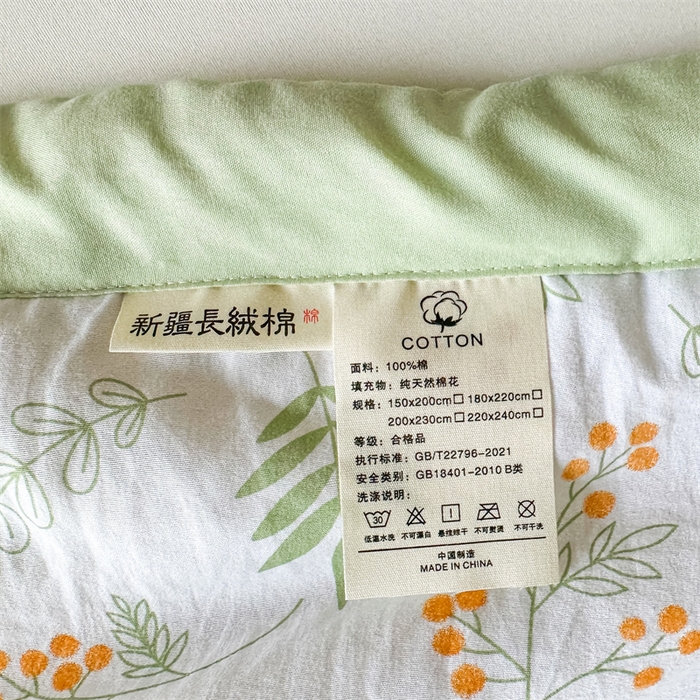 新疆長絨棉 棉
COTTON
面料：100%棉
填充物：纯天然棉花
规格：150x200cm□ 180x220cm□
200x230cm□ 220x240cm□
等级：合格品
执行标准：GB/T22796-2021
安全类别：GB18401-2010 B类
洗涤说明：
30
低温水洗 不可漂白 悬挂晾干 不可熨烫 不可干洗
中国制造
MADE IN CHINA